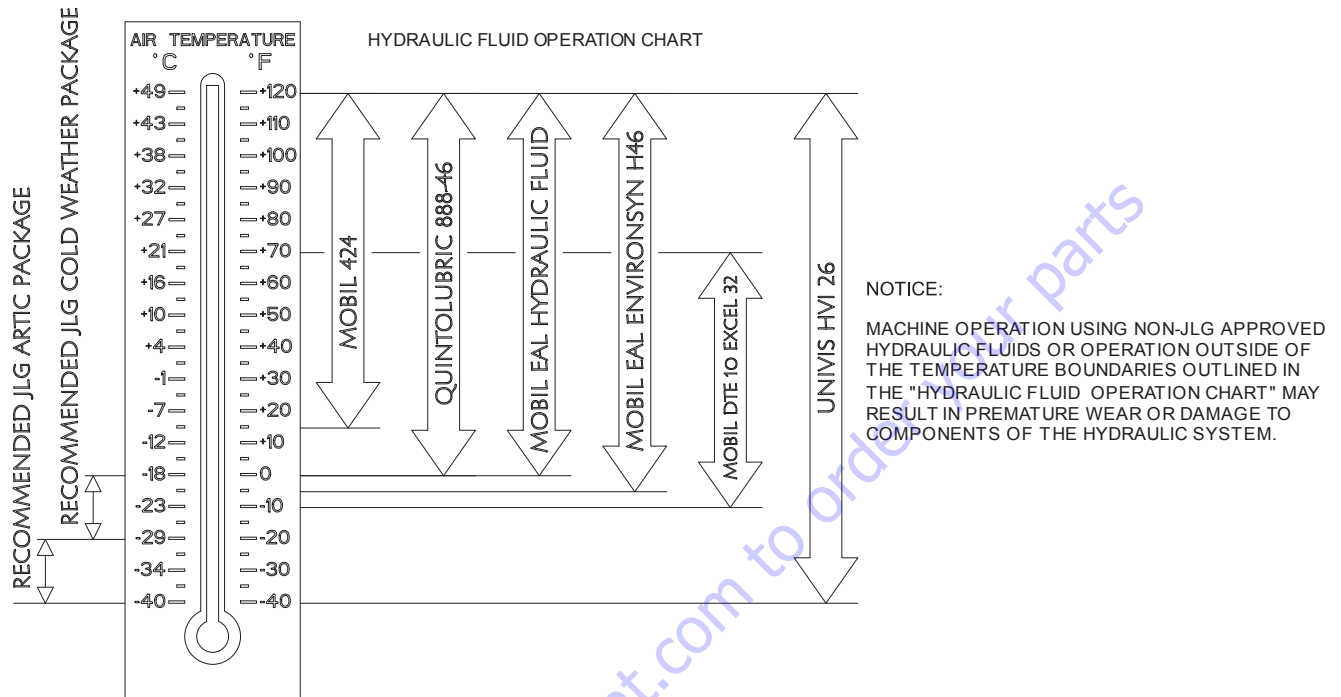 HYDRAULIC FLUID OPERATION CHART
AIR TEMPERATURE
°C °F
+49 +120
+43 +110
+38 +100
+32 +90
+27 +80
+21 +70
+16 +60
+10 +50
+4 +40
-1 +30
-7 +20
-12 +10
-18 0
-23 -10
-29 -20
-34 -30
-40 -40
RECOMMENDED JLG ARTIC PACKAGE
RECOMMENDED JLG COLD WEATHER PACKAGE
MOBIL 424
QUINTOLUBRIC 888-46
MOBIL EAL HYDRAULIC FLUID
MOBIL EAL ENVIRONSYN H46
MOBIL DTE 10 EXCEL 32
UNIVIS HVI 26
NOTICE:
MACHINE OPERATION USING NON-JLG APPROVED
HYDRAULIC FLUIDS OR OPERATION OUTSIDE OF
THE TEMPERATURE BOUNDARIES OUTLINED IN
THE "HYDRAULIC FLUID OPERATION CHART" MAY
RESULT IN PREMATURE WEAR OR DAMAGE TO
COMPONENTS OF THE HYDRAULIC SYSTEM.
t.com to order your parts